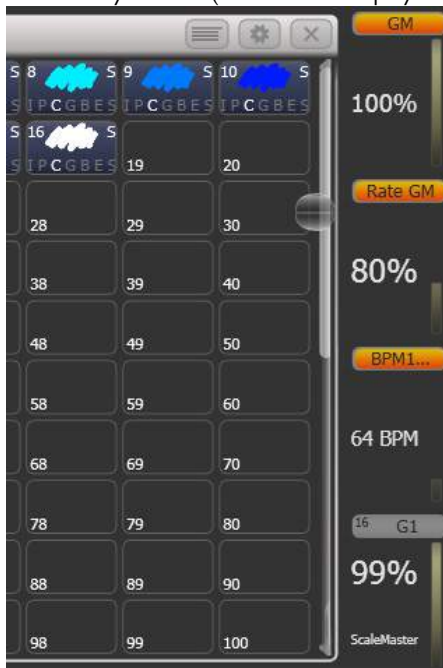 GM
S 8 S 9 S 10 S
S I P C G B E S I P C G B E S I P C G B E S
100%
S 16 S
S I P C G B E S 19 20
Rate GM
28 29 30
80%
38 39 40
48 49 50
BPM1...
58 59 60
64 BPM
68 69 70
78 79 80
16 G1
99%
88 89 90
98 99 100
ScaleMaster